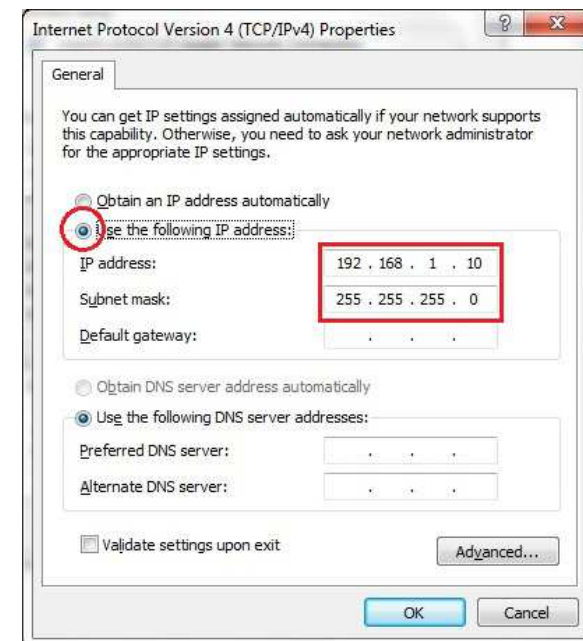 Internet Protocol Version 4 (TCP/IPv4) Properties
General
You can get IP settings assigned automatically if your network supports
this capability. Otherwise, you need to ask your network administrator
for the appropriate IP settings.
Obtain an IP address automatically
Use the following IP address:
IP address: 192 . 168 . 1 . 10
Subnet mask: 255 . 255 . 255 . 0
Default gateway: . . .
Obtain DNS server address automatically
Use the following DNS server addresses:
Preferred DNS server: . . .
Alternate DNS server: . . .
Validate settings upon exit
Advanced...
OK Cancel